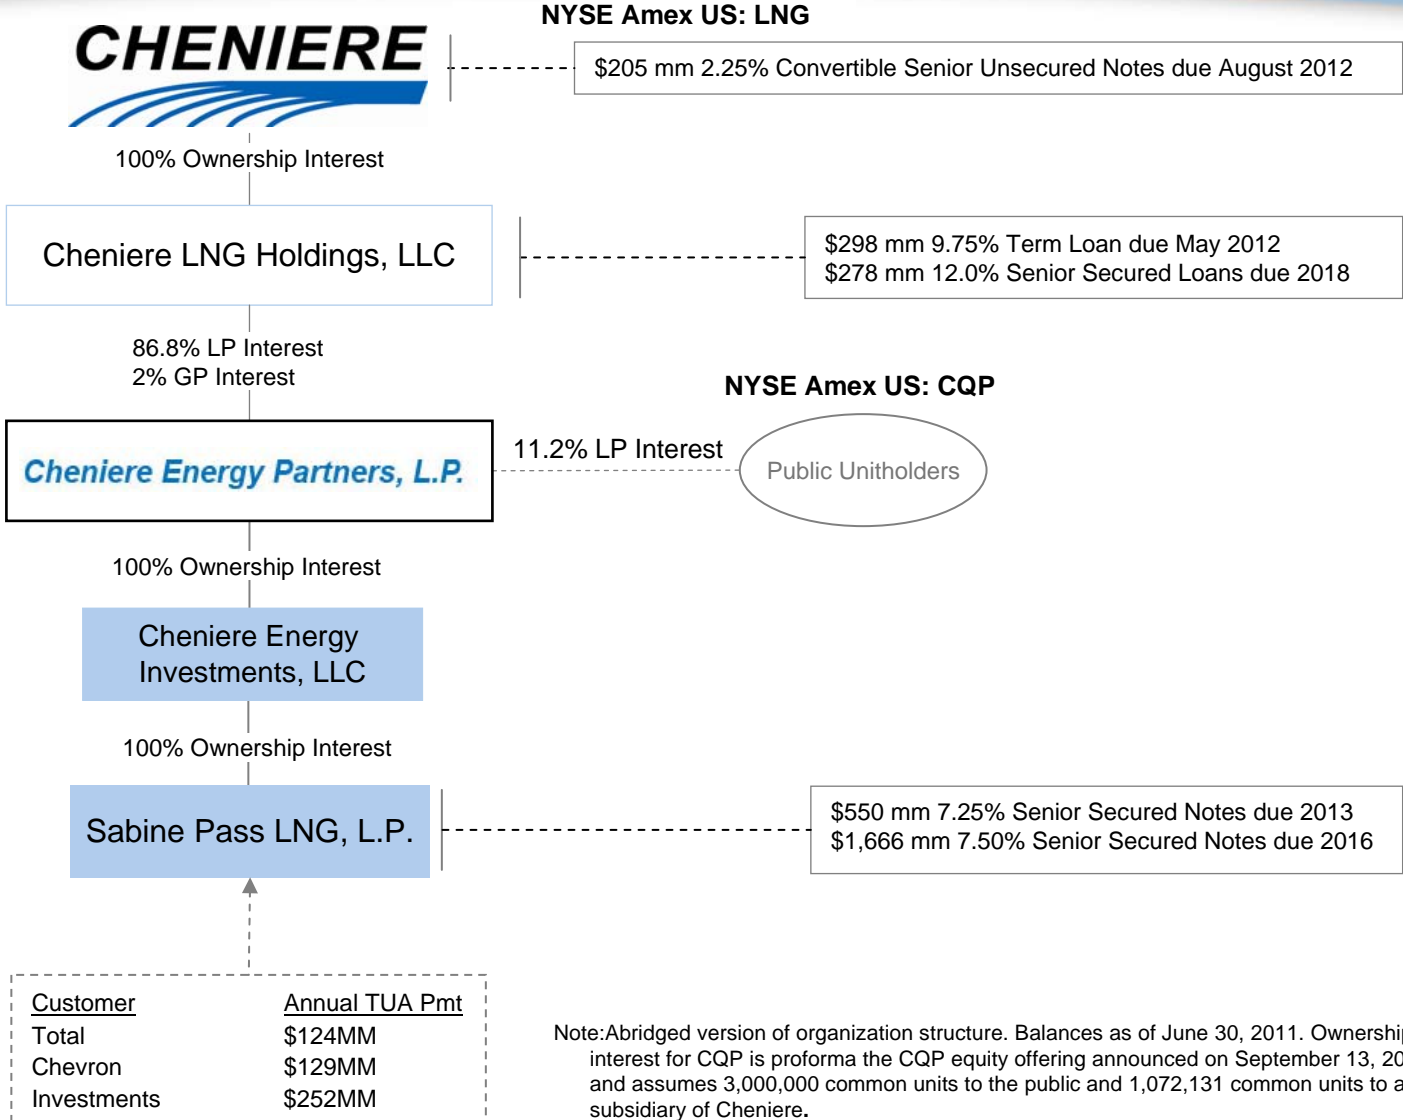 NYSE Amex US: LNG
CHENIERE
$205 mm 2.25% Convertible Senior Unsecured Notes due August 2012
100% Ownership Interest
Cheniere LNG Holdings, LLC
$298 mm 9.75% Term Loan due May 2012
$278 mm 12.0% Senior Secured Loans due 2018
86.8% LP Interest
2% GP Interest
NYSE Amex US: CQP
Cheniere Energy Partners, L.P.
11.2% LP Interest
Public Unitholders
100% Ownership Interest
Cheniere Energy
Investments, LLC
100% Ownership Interest
Sabine Pass LNG, L.P.
$550 mm 7.25% Senior Secured Notes due 2013
$1,666 mm 7.50% Senior Secured Notes due 2016
Customer Annual TUA Pmt
Total $124MM
Chevron $129MM
Investments $252MM
Note:Abridged version of organization structure. Balances as of June 30, 2011. Ownership
interest for CQP is proforma the CQP equity offering announced on September 13, 20
and assumes 3,000,000 common units to the public and 1,072,131 common units to a
subsidiary of Cheniere.